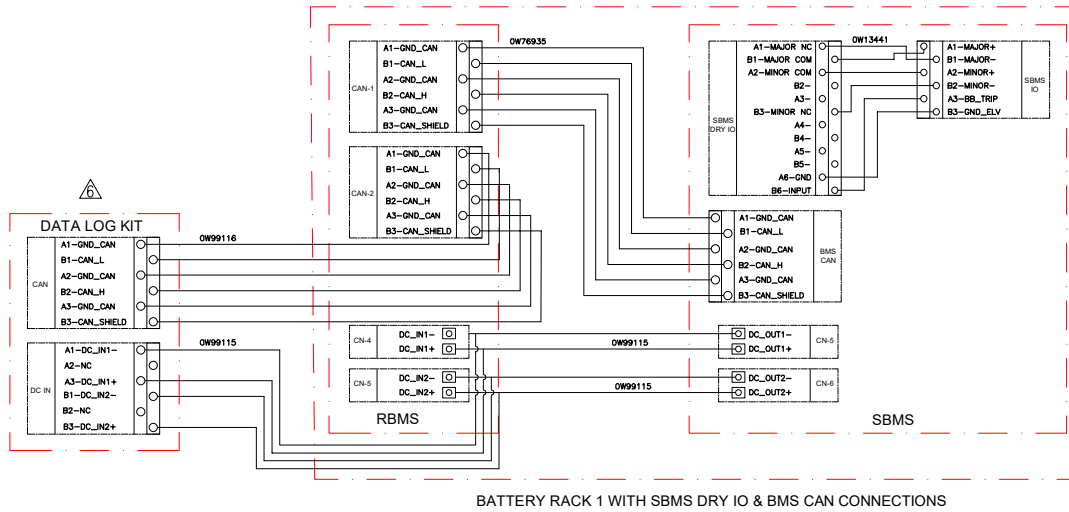 6
DATA LOG KIT
CAN
A1-GND_CAN
B1-CAN_L
A2-GND_CAN
B2-CAN_H
A3-GND_CAN
B3-CAN_SHIELD
DC IN
A1-DC_IN1-
A2-NC
A3-DC_IN1+
B1-DC_IN2-
B2-NC
B3-DC_IN2+
0W99116
0W99115
CAN-1
A1-GND_CAN
B1-CAN_L
A2-GND_CAN
B2-CAN_H
A3-GND_CAN
B3-CAN_SHIELD
CAN-2
A1-GND_CAN
B1-CAN_L
A2-GND_CAN
B2-CAN_H
A3-GND_CAN
B3-CAN_SHIELD
CN-4
DC_IN1-
DC_IN1+
CN-5
DC_IN2-
DC_IN2+
RBMS
0W76935
0W99115
0W99115
SBMS
DRY IO
A1-MAJOR NC
B1-MAJOR COM
A2-MINOR COM
B2-
A3-
B3-MINOR NC
A4-
B4-
A5-
B5-
A6-GND
B6-INPUT
0W13441
A1-MAJOR+
B1-MAJOR-
A2-MINOR+
B2-MINOR-
A3-BB_TRIP
B3-GND_ELV
SBMS
IO
A1-GND_CAN
B1-CAN_L
A2-GND_CAN
B2-CAN_H
A3-GND_CAN
B3-CAN_SHIELD
BMS
CAN
DC_OUT1-
DC_OUT1+
CN-5
DC_OUT2-
DC_OUT2+
CN-6
SBMS
BATTERY RACK 1 WITH SBMS DRY IO & BMS CAN CONNECTIONS